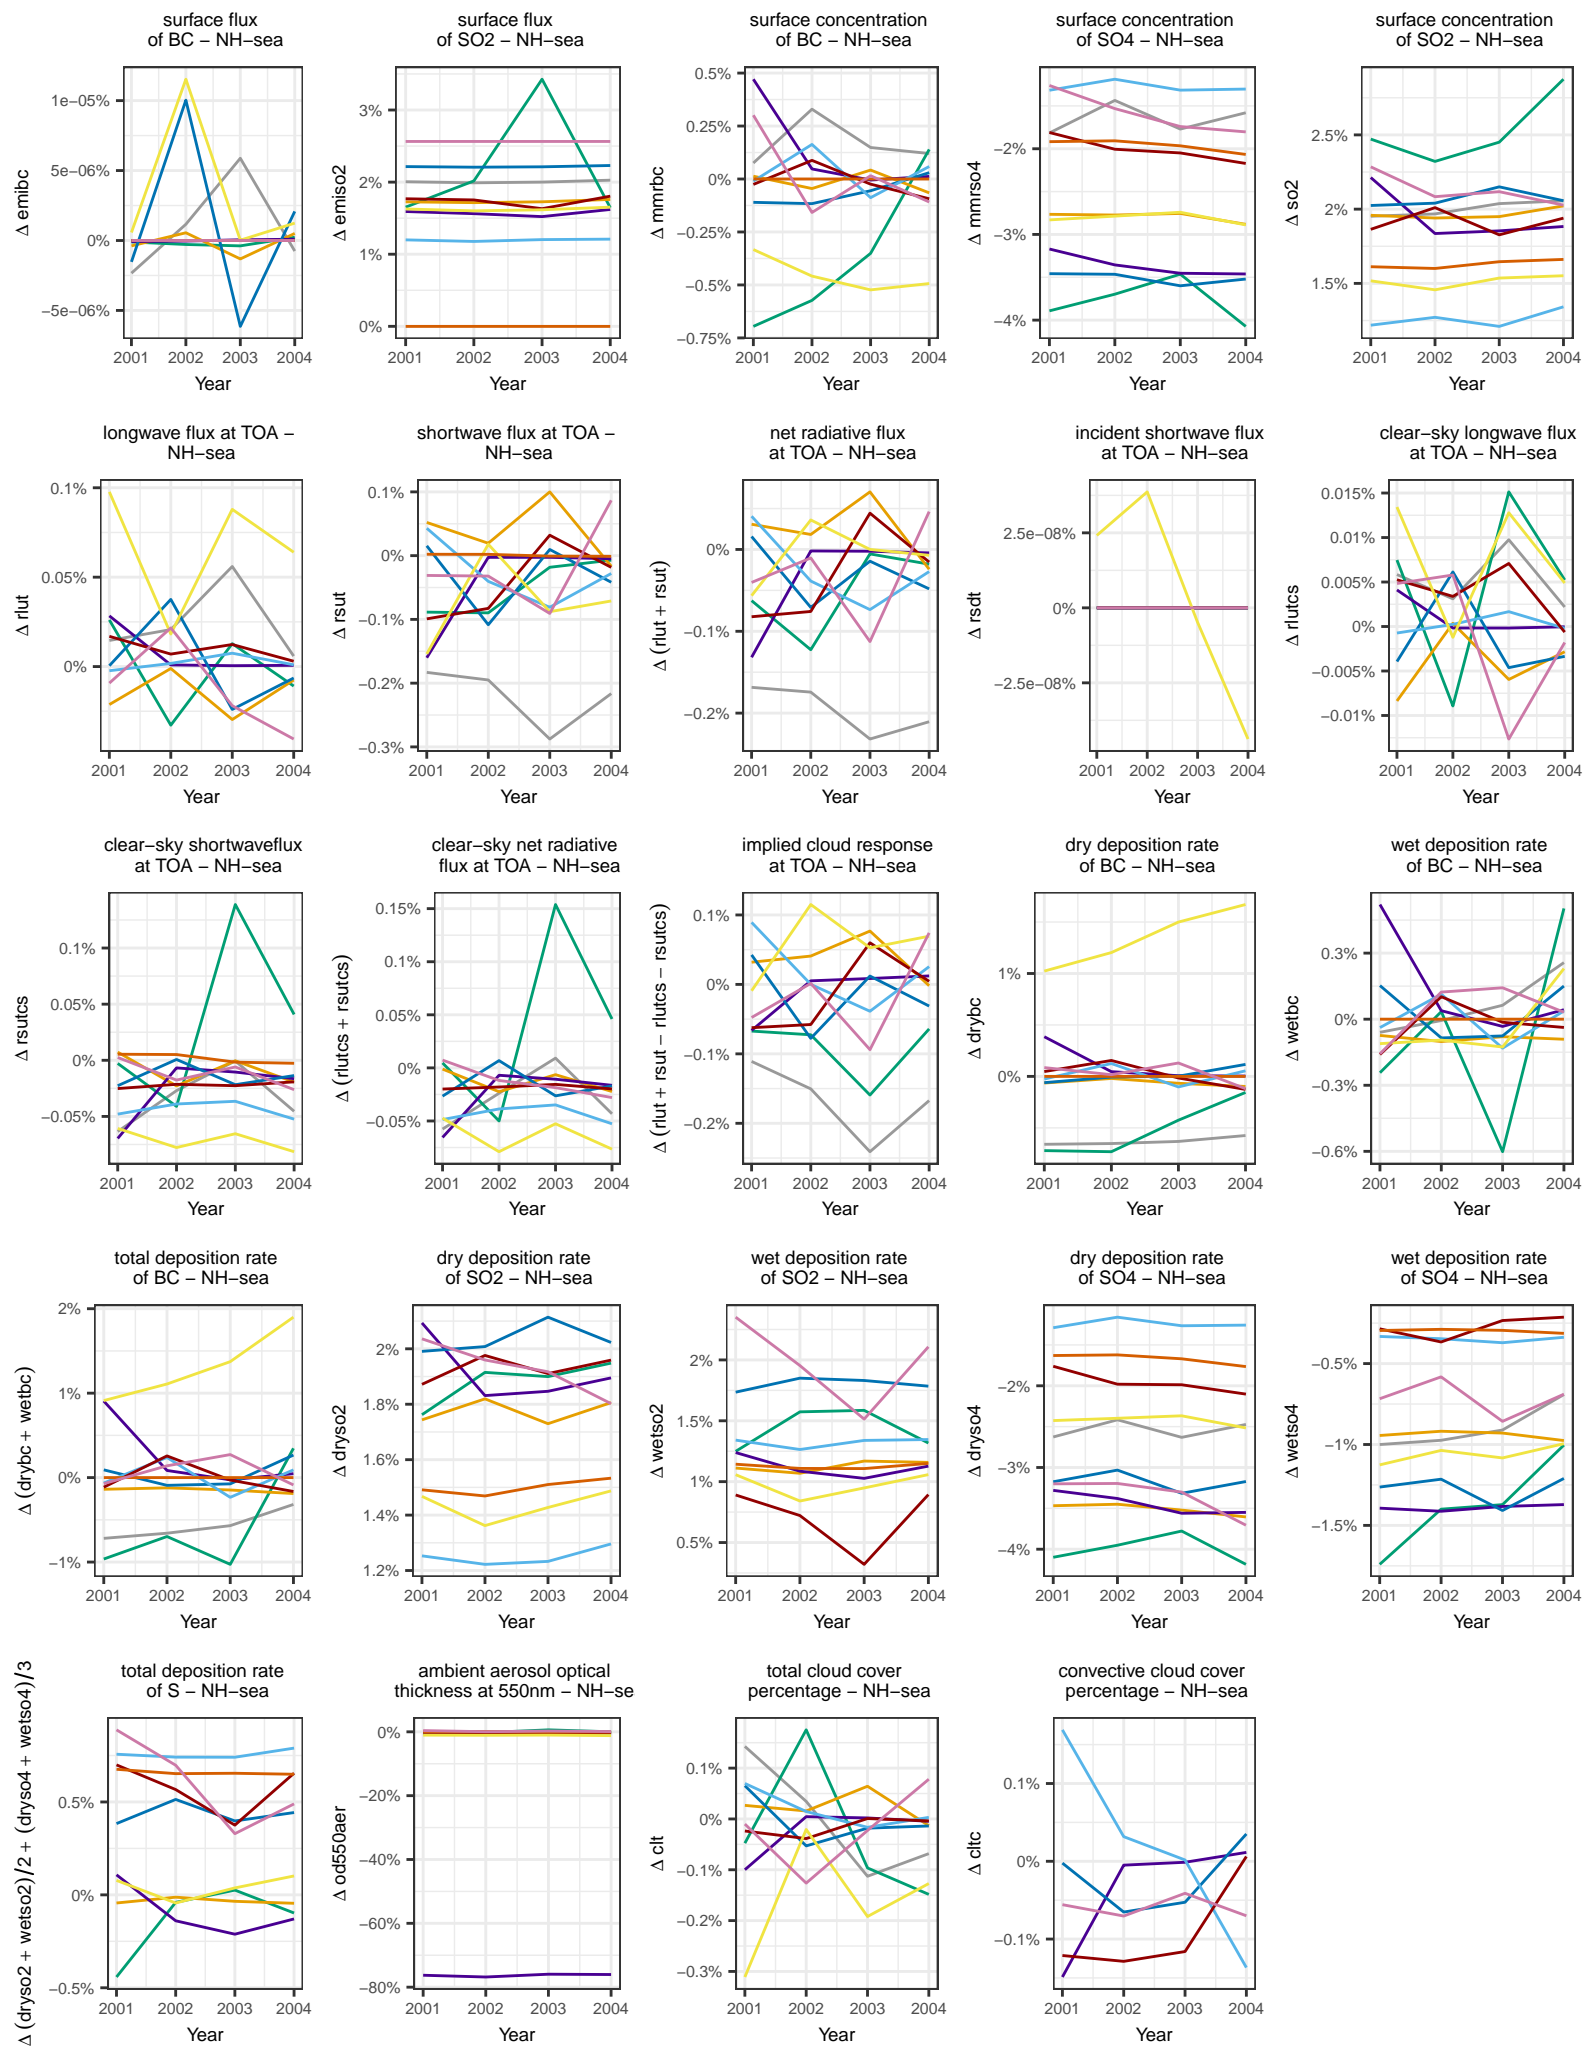 surface flux
of BC − NH−sea
Δ emibc
1e−05%
5e−06%
0%
−5e−06%
2001 2002 2003 2004
Year
surface flux
of SO2 − NH−sea
Δ emiso2
3%
2%
1%
0%
2001 2002 2003 2004
Year
surface concentration
of BC − NH−sea
Δ mmrbc
0.5%
0.25%
0%
−0.25%
−0.5%
−0.75%
2001 2002 2003 2004
Year
surface concentration
of SO4 − NH−sea
Δ mmrso4
−2%
−3%
−4%
2001 2002 2003 2004
Year
surface concentration
of SO2 − NH−sea
Δ so2
2.5%
2%
1.5%
2001 2002 2003 2004
Year
longwave flux at TOA −
NH−sea
Δ rlut
0.1%
0.05%
0%
2001 2002 2003 2004
Year
shortwave flux at TOA −
NH−sea
Δ rsut
0.1%
0%
−0.1%
−0.2%
−0.3%
2001 2002 2003 2004
Year
net radiative flux
at TOA − NH−sea
Δ (rlut + rsut)
0%
−0.1%
−0.2%
2001 2002 2003 2004
Year
incident shortwave flux
at TOA − NH−sea
Δ rsdt
2.5e−08%
0%
−2.5e−08%
2001 2002 2003 2004
Year
clear−sky longwave flux
at TOA − NH−sea
Δ rlutcs
0.015%
0.01%
0.005%
0%
−0.005%
−0.01%
2001 2002 2003 2004
Year
clear−sky shortwaveflux
at TOA − NH−sea
Δ rsutcs
0.1%
0.05%
0%
−0.05%
2001 2002 2003 2004
Year
clear−sky net radiative
flux at TOA − NH−sea
Δ (rlutcs + rsutcs)
0.15%
0.1%
0.05%
0%
−0.05%
2001 2002 2003 2004
Year
implied cloud response
at TOA − NH−sea
Δ (rlut + rsut − rlutcs − rsutcs)
0.1%
0%
−0.1%
−0.2%
2001 2002 2003 2004
Year
dry deposition rate
of BC − NH−sea
Δ drybc
1%
0%
2001 2002 2003 2004
Year
wet deposition rate
of BC − NH−sea
Δ wetbc
0.3%
0%
−0.3%
−0.6%
2001 2002 2003 2004
Year
total deposition rate
of BC − NH−sea
Δ (drybc + wetbc)
2%
1%
0%
−1%
2001 2002 2003 2004
Year
dry deposition rate
of SO2 − NH−sea
Δ dryso2
2%
1.8%
1.6%
1.4%
1.2%
2001 2002 2003 2004
Year
wet deposition rate
of SO2 − NH−sea
Δ wetso2
2%
1.5%
1%
0.5%
2001 2002 2003 2004
Year
dry deposition rate
of SO4 − NH−sea
Δ dryso4
−2%
−3%
−4%
2001 2002 2003 2004
Year
wet deposition rate
of SO4 − NH−sea
Δ wetso4
−0.5%
−1%
−1.5%
2001 2002 2003 2004
Year
total deposition rate
of S − NH−sea
Δ (dryso2 + wetso2)/2 + (dryso4 + wetso4)/3
0.5%
0%
−0.5%
2001 2002 2003 2004
Year
ambient aerosol optical
thickness at 550nm − NH−se
Δ od550aer
0%
−20%
−40%
−60%
−80%
2001 2002 2003 2004
Year
total cloud cover
percentage − NH−sea
Δ clt
0.1%
0%
−0.1%
−0.2%
−0.3%
2001 2002 2003 2004
Year
convective cloud cover
percentage − NH−sea
Δ cltc
0.1%
0%
−0.1%
2001 2002 2003 2004
Year